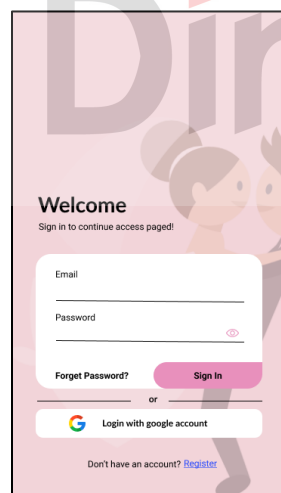 Welcome
Sign in to continue access paged!
Email
Password
Forget Password?
Sign In
or
Login with google account
Don't have an account? Register